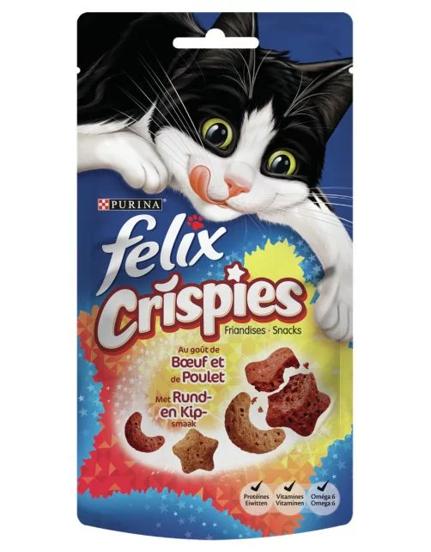 PURINA
felix
Crispies
Friandises - Snacks
Au goût de
Bœuf et
de Poulet
Met Rund-
en Kip-
smaak
Protéines Vitamines Oméga 6
Eiwitten Vitaminen Omega 6